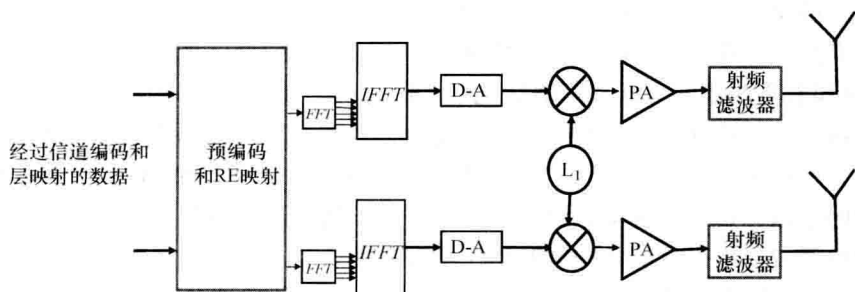 经过信道编码和
层映射的数据
预编码
和RE映射
FFT
IFFT
D-A
PA
射频
滤波器
L1
FFT
IFFT
D-A
PA
射频
滤波器